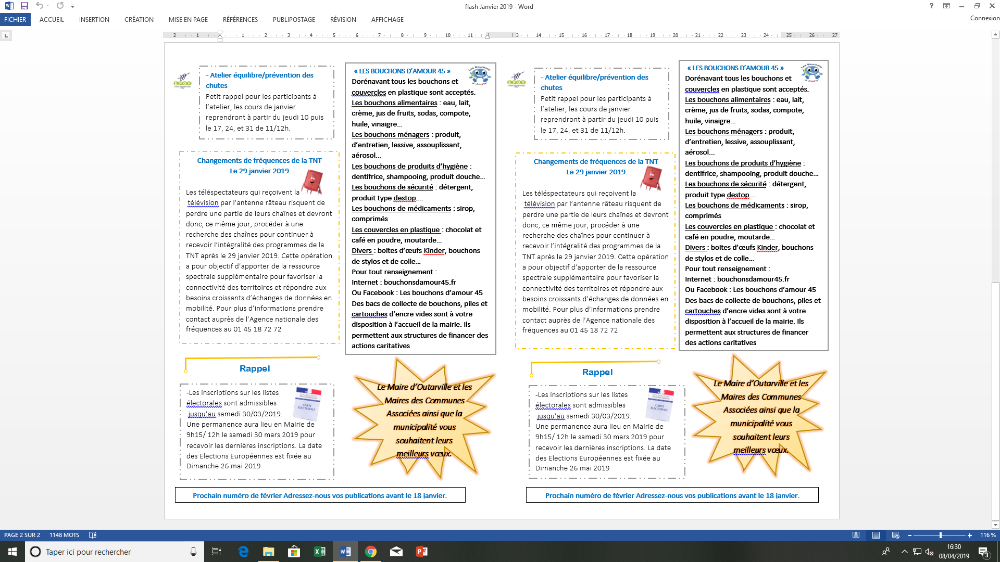 flash Janvier 2019 - Word
FICHIER
ACCUEIL
INSERTION
CRÉATION
MISE EN PAGE
RÉFÉRENCES
PUBLIPOSTAGE
RÉVISION
AFFICHAGE
Connexion
2 1 1 2 3 4 5 6 7 8 9 10 11 13 14 15 16 17 18 19 20 21 22 23 24 25 26 27
EPGV
- Atelier équilibre/prévention des
chutes
Petit rappel pour les participants à
l’atelier, les cours de janvier
reprendront à partir du jeudi 10 puis
le 17, 24, et 31 de 11/12h.
Changements de fréquences de la TNT
Le 29 janvier 2019.
Les téléspectateurs qui reçoivent la
télévision par l’antenne râteau risquent de
perdre une partie de leurs chaînes et devront
donc, ce même jour, procéder à une
recherche des chaînes pour continuer à
recevoir l’intégralité des programmes de la
TNT après le 29 janvier 2019. Cette opération
a pour objectif d’apporter de la ressource
spectrale supplémentaire pour favoriser la
connectivité des territoires et répondre aux
besoins croissants d’échanges de données en
mobilité. Pour plus d’informations prendre
contact auprès de l’Agence nationale des
fréquences au 01 45 18 72 72
Rappel
-Les inscriptions sur les listes
électorales sont admissibles
jusqu’au samedi 30/03/2019.
Une permanence aura lieu en Mairie de
9h15/ 12h le samedi 30 mars 2019 pour
recevoir les dernières inscriptions. La date
des Elections Européennes est fixée au
Dimanche 26 mai 2019
CARTE
ELECTORALE
« LES BOUCHONS D’AMOUR 45 »
Les Bouchons
d'Amour
Dorénavant tous les bouchons et
couvercles en plastique sont acceptés.
Les bouchons alimentaires : eau, lait,
crème, jus de fruits, sodas, compote,
huile, vinaigre…
Les bouchons ménagers : produit,
d’entretien, lessive, assouplissant,
aérosol…
Les bouchons de produits d’hygiène :
dentifrice, shampooing, produit douche…
Les bouchons de sécurité : détergent,
produit type destop….
Les bouchons de médicaments : sirop,
comprimés
Les couvercles en plastique : chocolat et
café en poudre, moutarde…
Divers : boites d’œufs Kinder, bouchons
de stylos et de colle…
Pour tout renseignement :
Internet : bouchonsdamour45.fr
Ou Facebook : Les bouchons d’amour 45
Des bacs de collecte de bouchons, piles et
cartouches d’encre vides sont à votre
disposition à l’accueil de la mairie. Ils
permettent aux structures de financer des
actions caritatives
Le Maire d’Outarville et les
Maires des Communes
Associées ainsi que la
municipalité vous
souhaitent leurs
meilleurs vœux.
Prochain numéro de février Adressez-nous vos publications avant le 18 janvier.
EPGV
- Atelier équilibre/prévention des
chutes
Petit rappel pour les participants à
l’atelier, les cours de janvier
reprendront à partir du jeudi 10 puis
le 17, 24, et 31 de 11/12h.
Changements de fréquences de la TNT
Le 29 janvier 2019.
Les téléspectateurs qui reçoivent la
télévision par l’antenne râteau risquent de
perdre une partie de leurs chaînes et devront
donc, ce même jour, procéder à une
recherche des chaînes pour continuer à
recevoir l’intégralité des programmes de la
TNT après le 29 janvier 2019. Cette opération
a pour objectif d’apporter de la ressource
spectrale supplémentaire pour favoriser la
connectivité des territoires et répondre aux
besoins croissants d’échanges de données en
mobilité. Pour plus d’informations prendre
contact auprès de l’Agence nationale des
fréquences au 01 45 18 72 72
Rappel
-Les inscriptions sur les listes
électorales sont admissibles
jusqu’au samedi 30/03/2019.
Une permanence aura lieu en Mairie de
9h15/ 12h le samedi 30 mars 2019 pour
recevoir les dernières inscriptions. La date
des Elections Européennes est fixée au
Dimanche 26 mai 2019
CARTE
ELECTORALE
« LES BOUCHONS D’AMOUR 45 »
Les Bouchons
d'Amour
Dorénavant tous les bouchons et
couvercles en plastique sont acceptés.
Les bouchons alimentaires : eau, lait,
crème, jus de fruits, sodas, compote,
huile, vinaigre…
Les bouchons ménagers : produit,
d’entretien, lessive, assouplissant,
aérosol…
Les bouchons de produits d’hygiène :
dentifrice, shampooing, produit douche…
Les bouchons de sécurité : détergent,
produit type destop….
Les bouchons de médicaments : sirop,
comprimés
Les couvercles en plastique : chocolat et
café en poudre, moutarde…
Divers : boites d’œufs Kinder, bouchons
de stylos et de colle…
Pour tout renseignement :
Internet : bouchonsdamour45.fr
Ou Facebook : Les bouchons d’amour 45
Des bacs de collecte de bouchons, piles et
cartouches d’encre vides sont à votre
disposition à l’accueil de la mairie. Ils
permettent aux structures de financer
des actions caritatives
Le Maire d’Outarville et les
Maires des Communes
Associées ainsi que la
municipalité vous
souhaitent leurs
meilleurs vœux.
Prochain numéro de février Adressez-nous vos publications avant le 18 janvier.
PAGE 2 SUR 2
1148 MOTS
116 %
Taper ici pour rechercher
16:30
08/04/2019
3